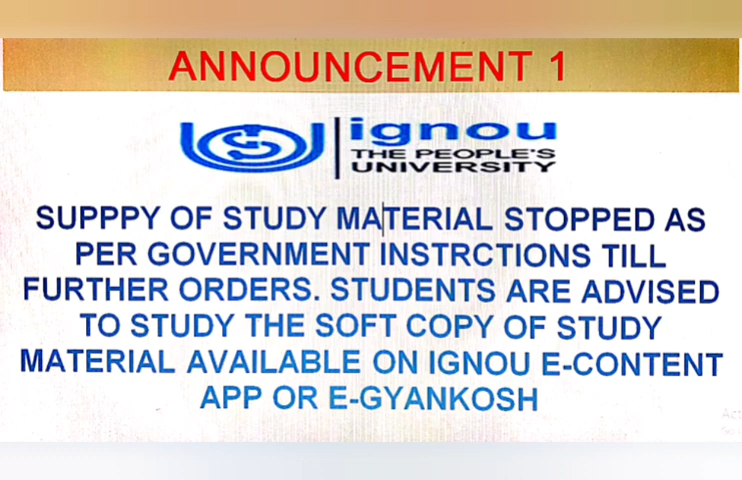 ANNOUNCEMENT 1
ignou
THE PEOPLE'S
UNIVERSITY
SUPPPY OF STUDY MATERIAL STOPPED AS
PER GOVERNMENT INSTRCTIONS TILL
FURTHER ORDERS. STUDENTS ARE ADVISED
TO STUDY THE SOFT COPY OF STUDY
MATERIAL AVAILABLE ON IGNOU E-CONTENT
APP OR E-GYANKOSH